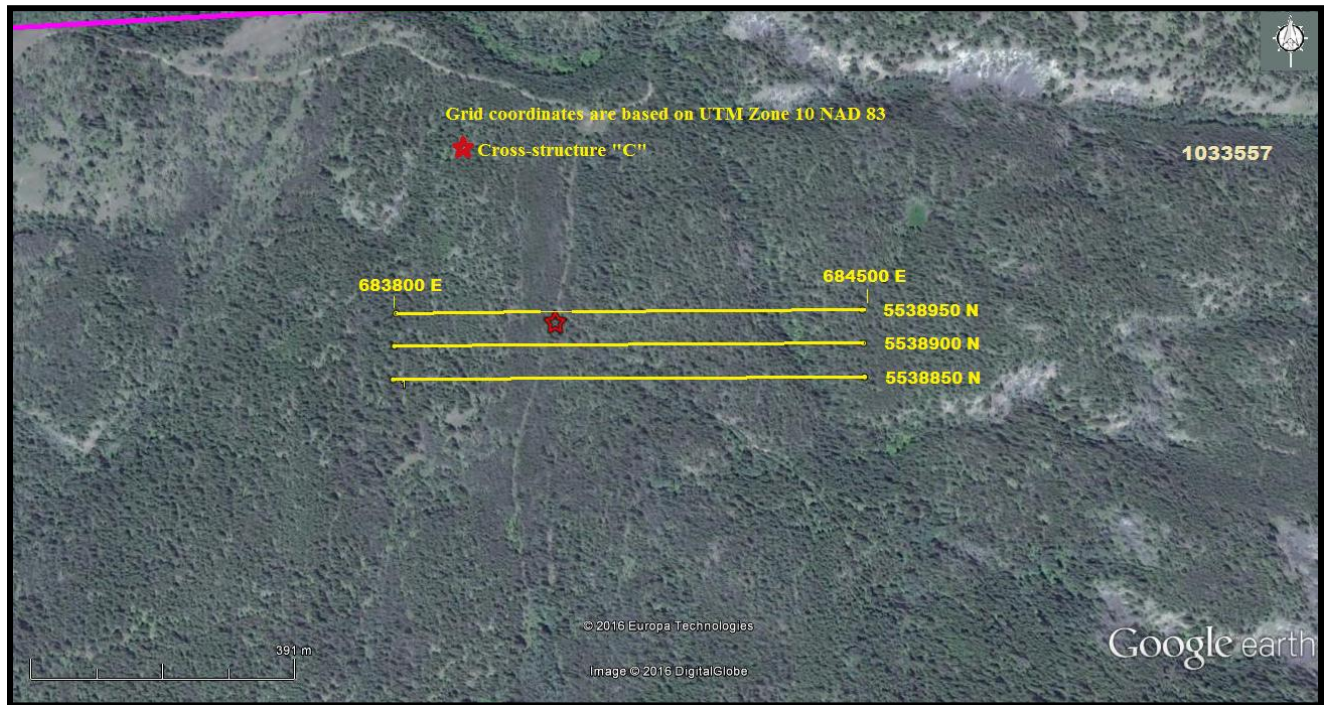 Grid coordinates are based on UTM Zone 10 NAD 83
Cross-structure "C"
1033557
683800 E
684500 E
5538950 N
5538900 N
5538850 N
391 m
© 2016 Europa Technologies
Image © 2016 DigitalGlobe
Google earth